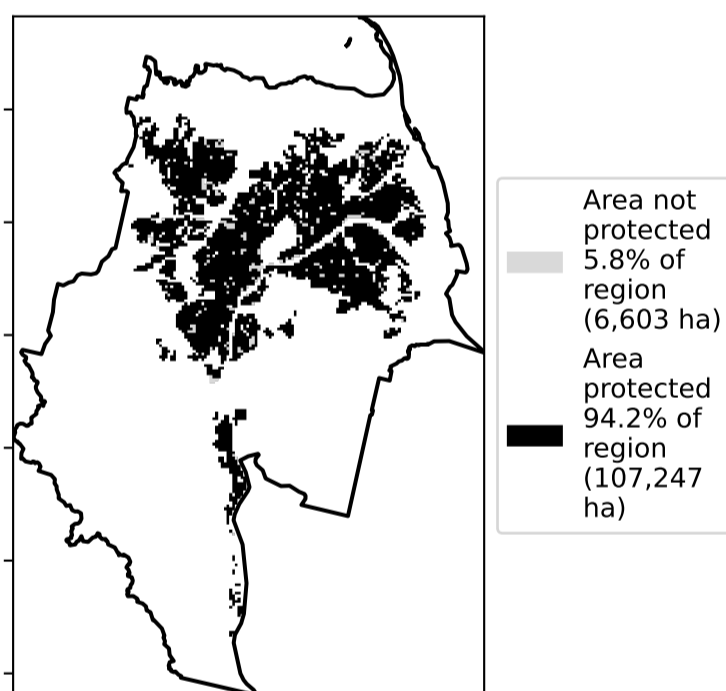 Area not
protected
5.8% of
region
(6,603 ha)
Area
protected
94.2% of
region
(107,247
ha)